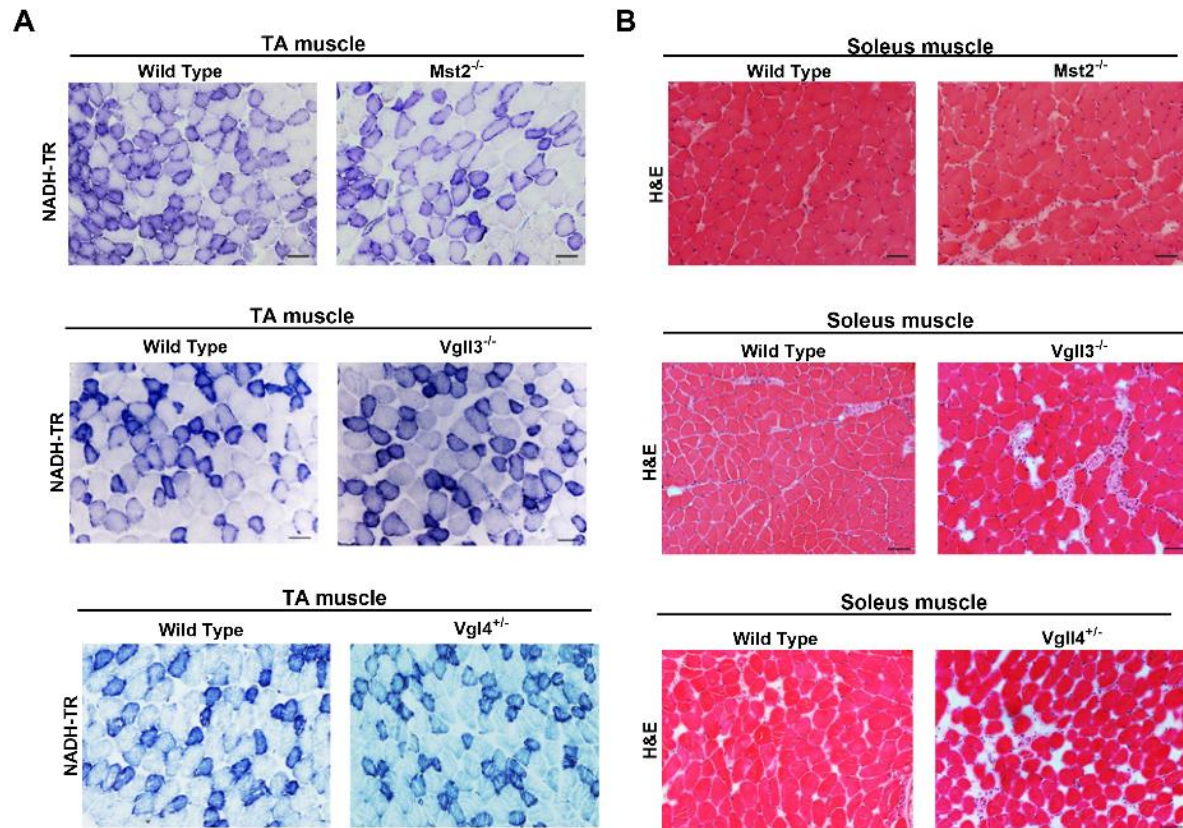 A
TA muscle
Wild Type Mst2-/-
NADH-TR
TA muscle
Wild Type Vgll3-/-
NADH-TR
TA muscle
Wild Type Vgl4+/-
NADH-TR
B
Soleus muscle
Wild Type Mst2-/-
H&E
Soleus muscle
Wild Type Vgll3-/-
H&E
Soleus muscle
Wild Type Vgll4+/-
H&E